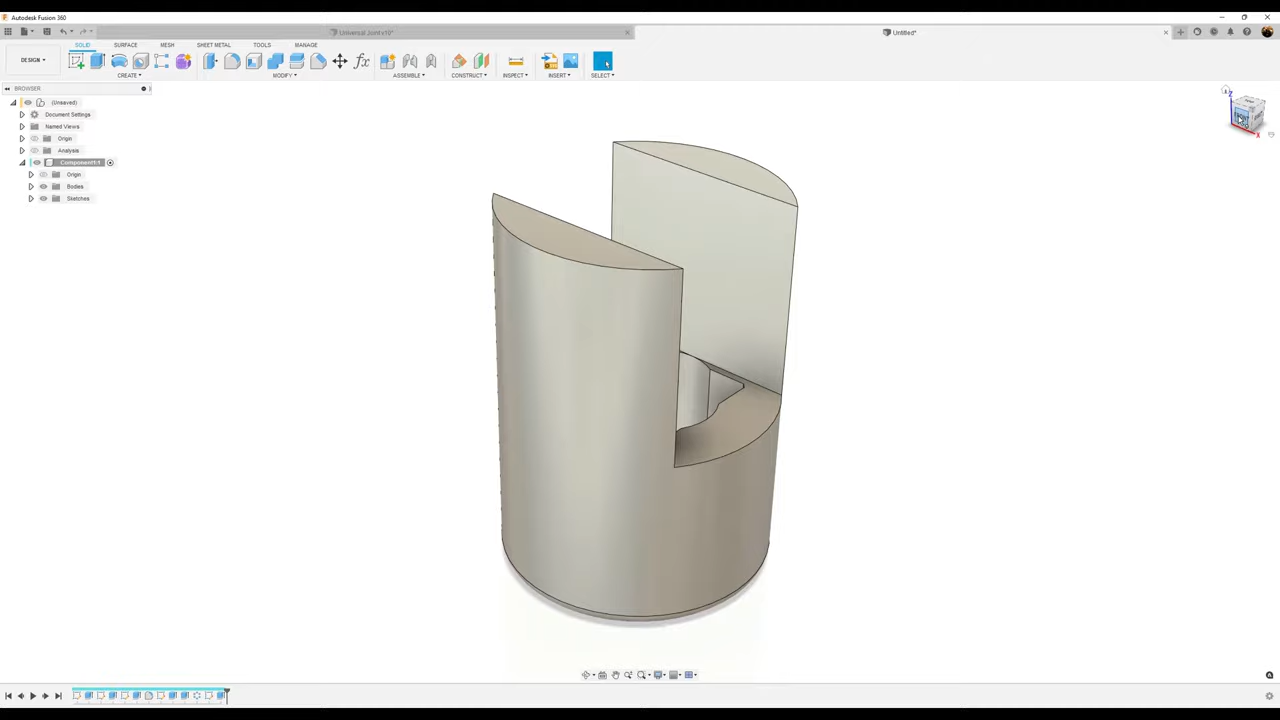 Autodesk Fusion 360
Universal Joint v10*
Untitled*
DESIGN
SOLID
SURFACE
MESH
SHEET METAL
TOOLS
MANAGE
CREATE
MODIFY
ASSEMBLE
CONSTRUCT
INSPECT
INSERT
SELECT
BROWSER
(Unsaved)
Document Settings
Named Views
Origin
Analysis
Component1:1
Origin
Bodies
Sketches
Z
X